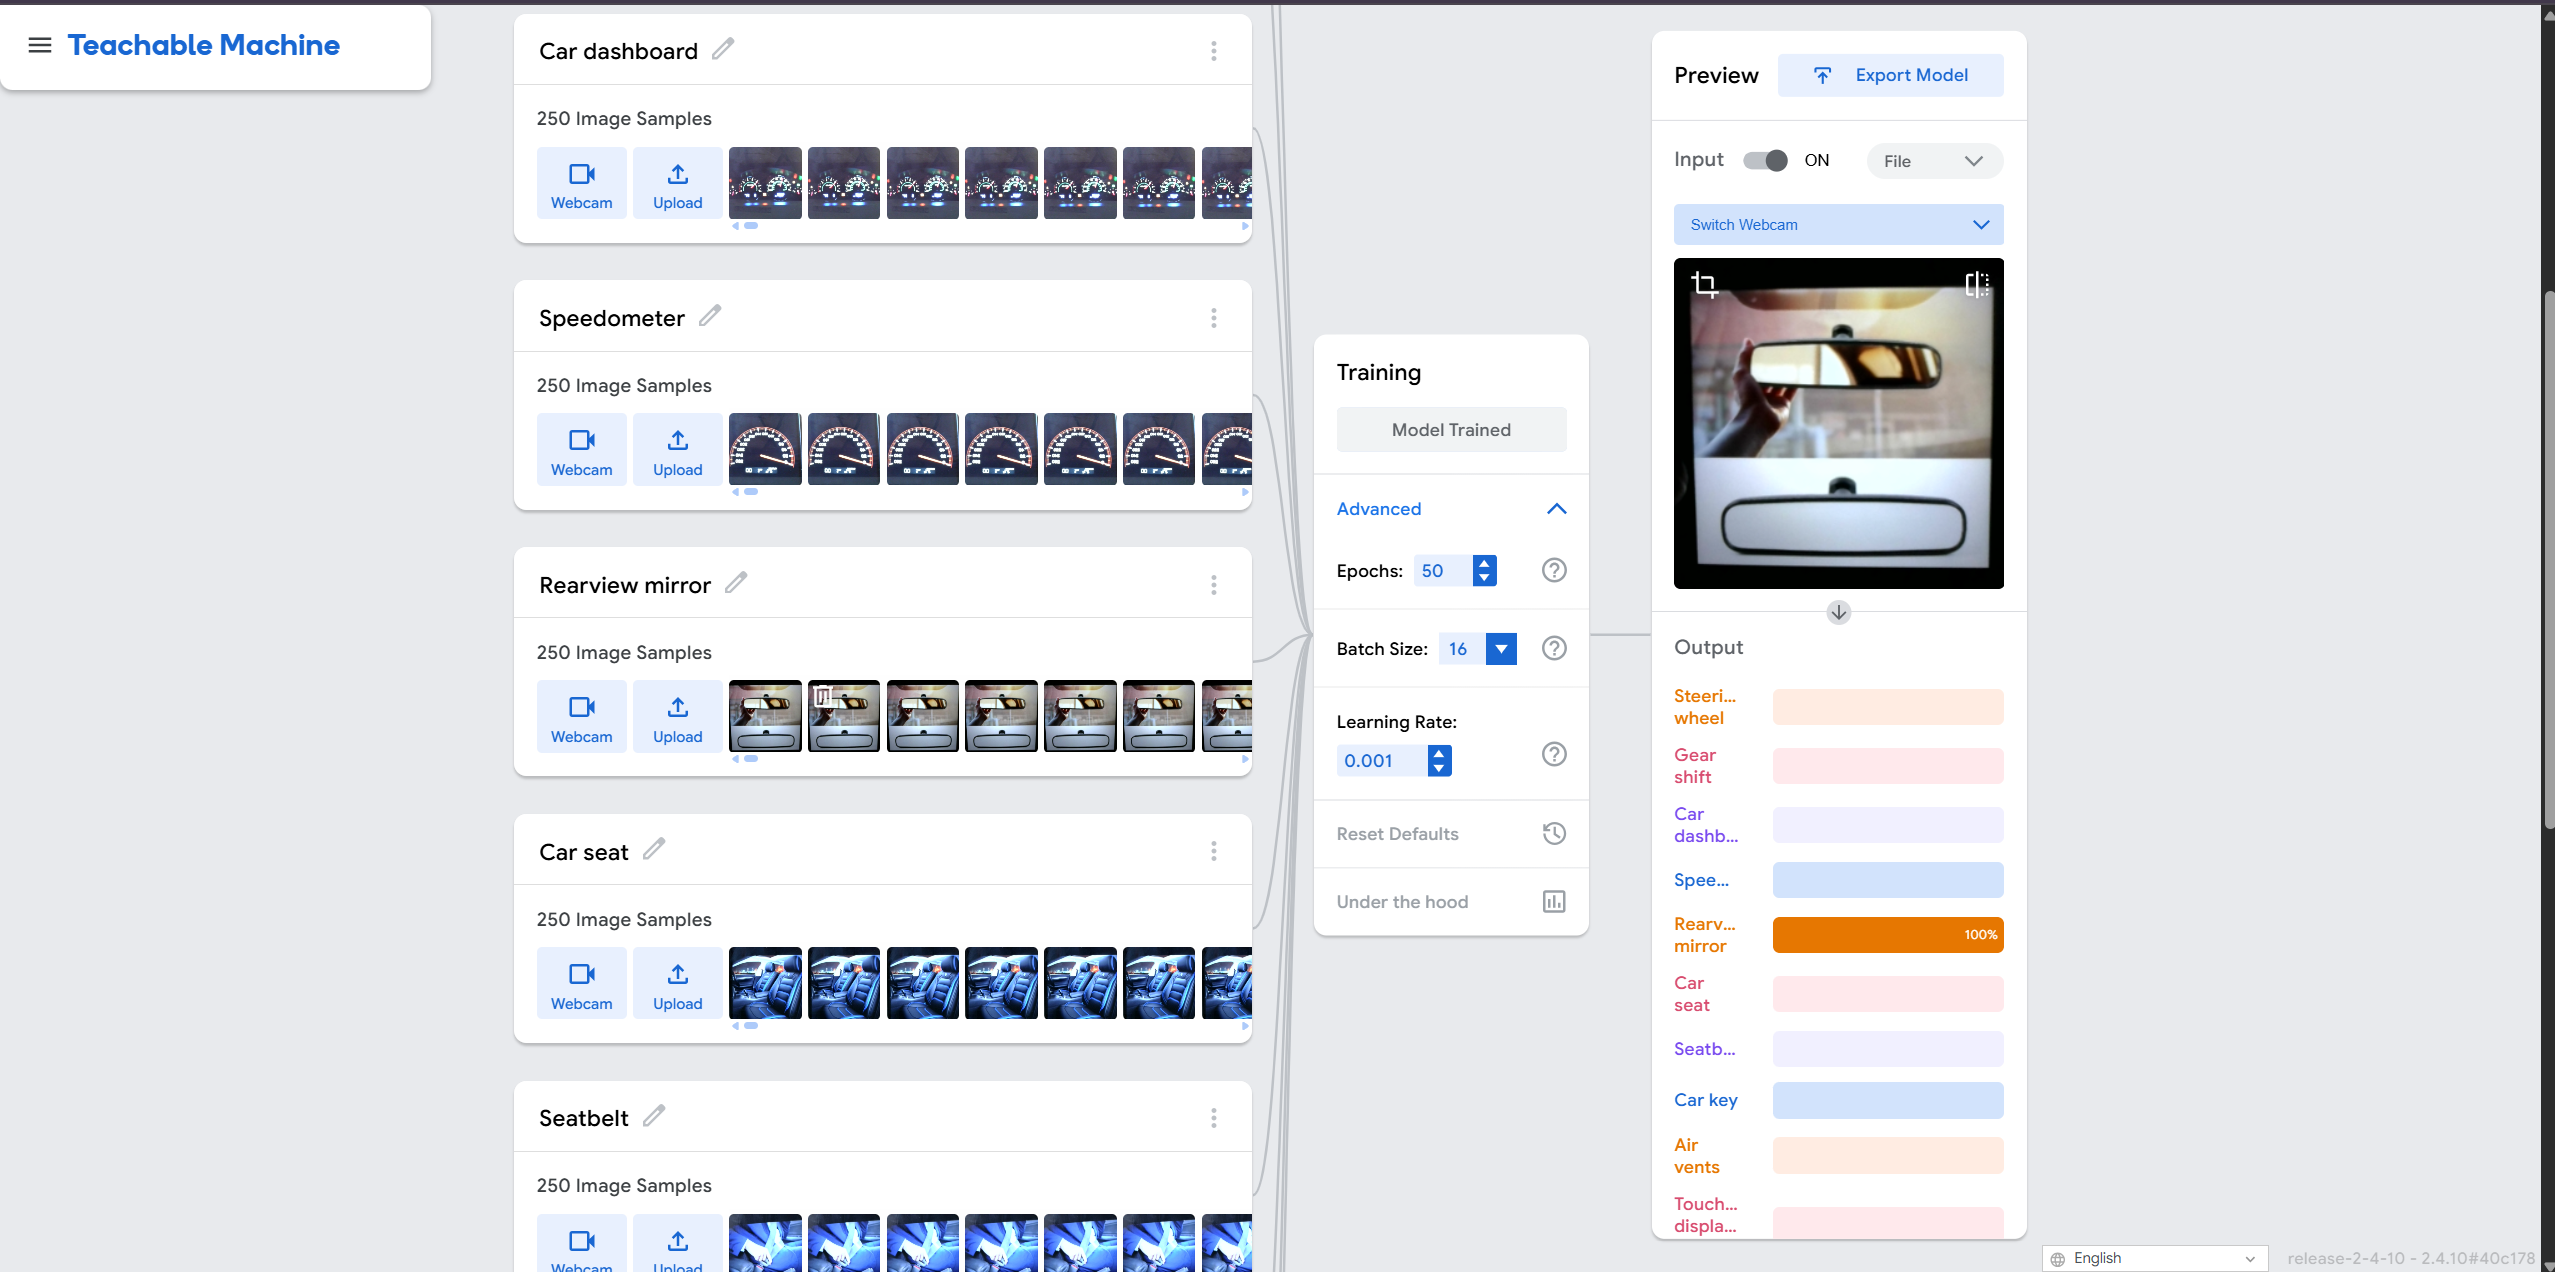 Teachable Machine
Car dashboard
250 Image Samples
Webcam
Upload
Speedometer
250 Image Samples
Webcam
Upload
Rearview mirror
250 Image Samples
Webcam
Upload
Car seat
250 Image Samples
Webcam
Upload
Seatbelt
250 Image Samples
Webcam
Upload
Training
Model Trained
Advanced
Epochs: 50
Batch Size: 16
Learning Rate:
0.001
Reset Defaults
Under the hood
Preview
Export Model
Input ON File
Switch Webcam
Output
Steeri...
wheel
Gear
shift
Car
dashb...
Spee...
Rearv...
mirror
100%
Car
seat
Seatb...
Car key
Air
vents
Touch...
displa...
English
release-2-4-10 - 2.4.10#40c178